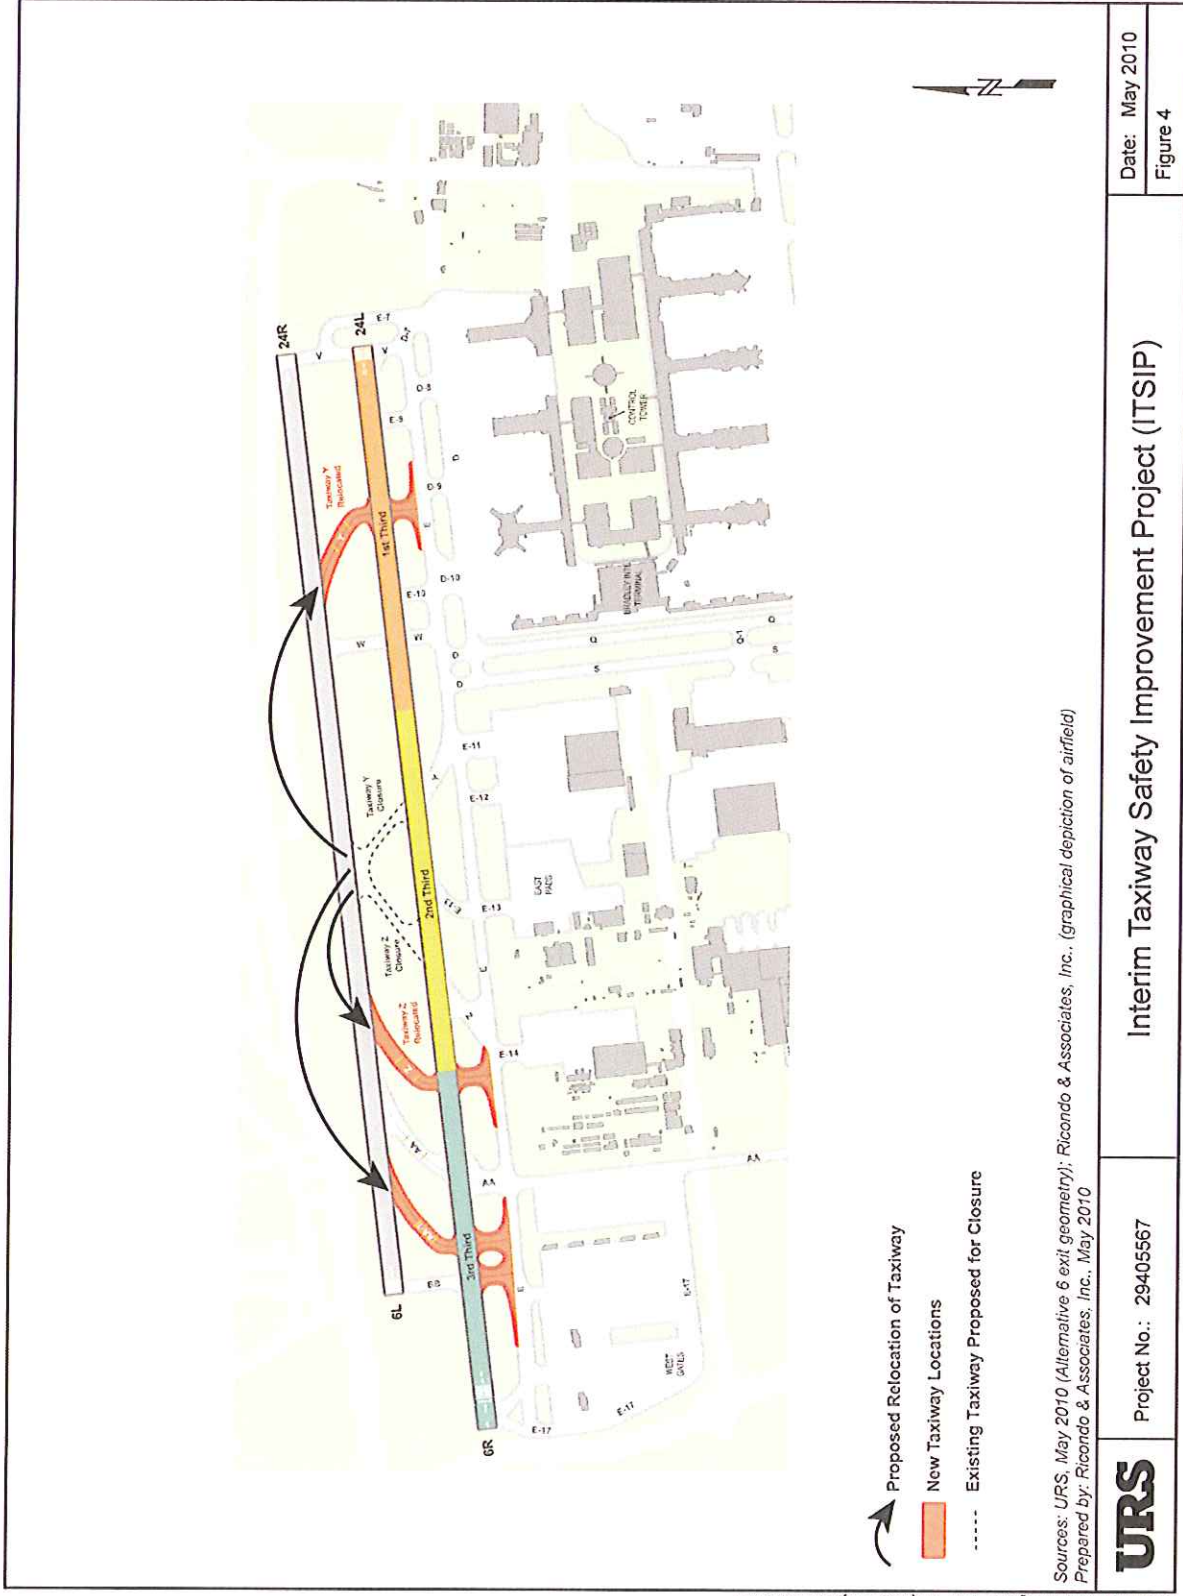 24R
24L
6L
6R
V
V
E-7
D-7
D-8
E-9
D
D-9
E
D-10
E-10
W
W
Taxiway Y
Relocated
Y
1st Third
2nd Third
3rd Third
Taxiway Y
Closure
Taxiway Z
Closure
Taxiway Z
Relocated
Z
Y
E-11
E-12
E-13
E-13
E-14
EAST
PADS
AA
AA
AA
BB
E
E-17
E-17
E-17
WEST
GATES
D
D
Q
S
Q-1
Q
S
BRADLEY INTL
TERMINAL
CONTROL
TOWER
Proposed Relocation of Taxiway
New Taxiway Locations
Existing Taxiway Proposed for Closure
Sources: URS, May 2010 (Alternative 6 exit geometry); Ricondo & Associates, Inc., (graphical depiction of airfield)
Prepared by: Ricondo & Associates, Inc., May 2010
URS
Project No.: 29405567
Interim Taxiway Safety Improvement Project (ITSIP)
Date: May 2010
Figure 4